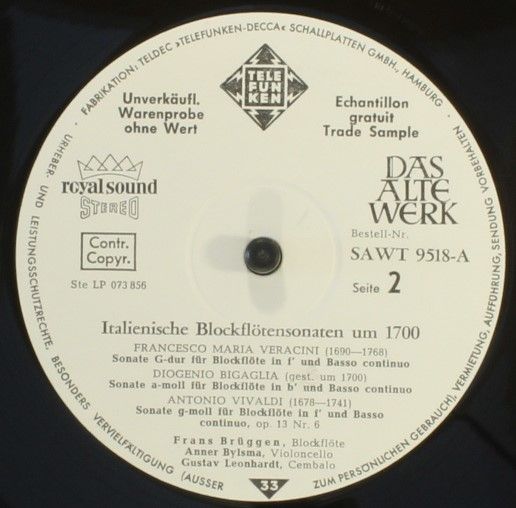 FABRIKATION: TELDEC »TELEFUNKEN-DECCA« SCHALLPLATTEN GMBH., HAMBURG
URHEBER- UND LEISTUNGSSCHUTZRECHTE, BESONDERS VERVIELFÄLTIGUNG (AUSSER ZUM PERSÖNLICHEN GEBRAUCH), VERMIETUNG, AUFFÜHRUNG, SENDUNG VORBEHALTEN
TELE
FUN
KEN
Unverkäufl.
Warenprobe
ohne Wert
Echantillon
gratuit
Trade Sample
royal sound
STEREO
DAS
ALTE
WERK
Contr.
Copyr.
Bestell-Nr.
SAWT 9518-A
Ste LP 073 856
Seite 2
Italienische Blockflötensonaten um 1700
FRANCESCO MARIA VERACINI (1690—1768)
Sonate G-dur für Blockflöte in f' und Basso continuo
DIOGENIO BIGAGLIA (gest. um 1700)
Sonate a-moll für Blockflöte in b' und Basso continuo
ANTONIO VIVALDI (1678—1741)
Sonate g-moll für Blockflöte in f' und Basso
continuo, op. 13 Nr. 6
Frans Brüggen, Blockflöte
Anner Bylsma, Violoncello
Gustav Leonhardt, Cembalo
33